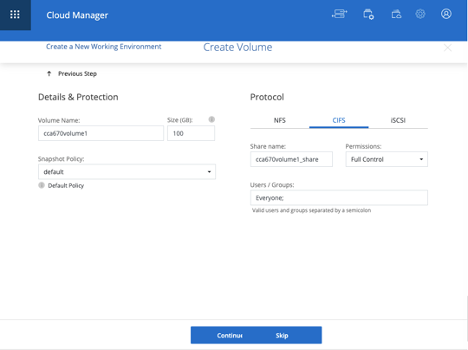 Cloud Manager
Create a New Working Environment
Create Volume
↑ Previous Step
Details & Protection
Volume Name:
Size (GB):
cca670volume1
100
Snapshot Policy:
default
Default Policy
Protocol
NFS
CIFS
iSCSI
Share name:
Permissions:
cca670volume1_share
Full Control
Users / Groups:
Everyone;
Valid users and groups separated by a semicolon
Continue
Skip